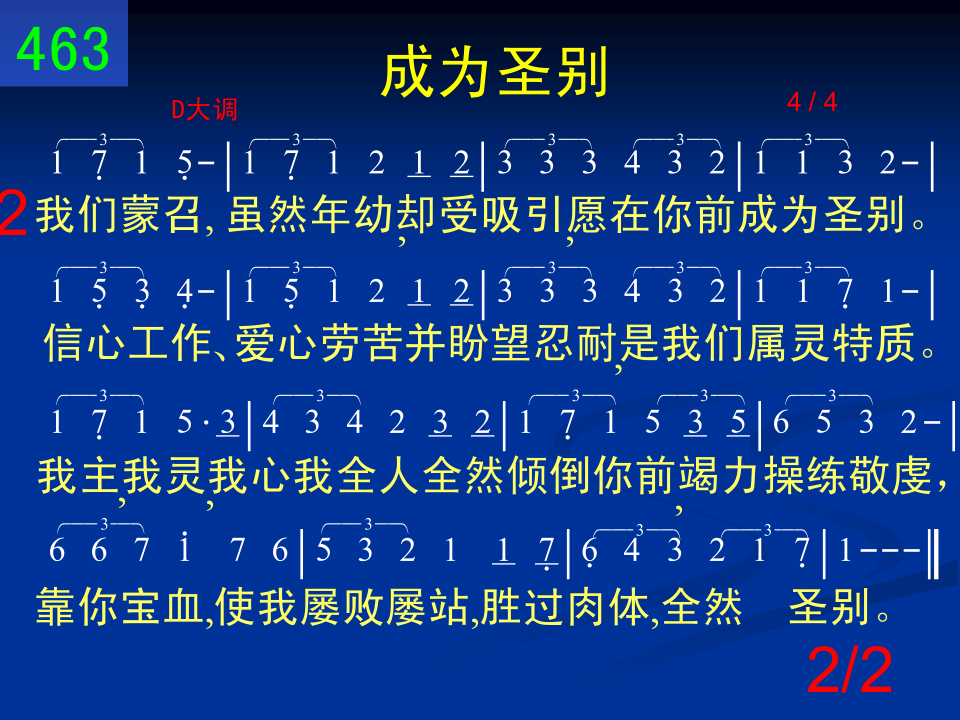 463
成为圣别
D大调
4/4
1 7̣ 1 5̣-|1 7̣ 1 2 1 2|3 3 3 4 3 2|1 1 3 2-|
2
我们蒙召,虽然年幼,却受吸引,愿在你前成为圣别。
1 5̣ 3̣ 4̣-|1 5̣ 1 2 1 2|3 3 3 4 3 2|1 1 7̣ 1-|
信心工作、爱心劳苦并盼望忍耐,是我们属灵特质。
1 7̣ 1 5·3|4 3 4 2 3 2|1 7̣ 1 5 3 5|6 5 3 2-|
我主,我灵,我心我全人全然倾倒你前,竭力操练敬虔，
6 6 7 1̇ 7 6|5 3 2 1 1 7̣|6̣ 4 3 2 1 7̣|1---‖
靠你宝血,使我屡败屡站,胜过肉体,全然 圣别。
2/2